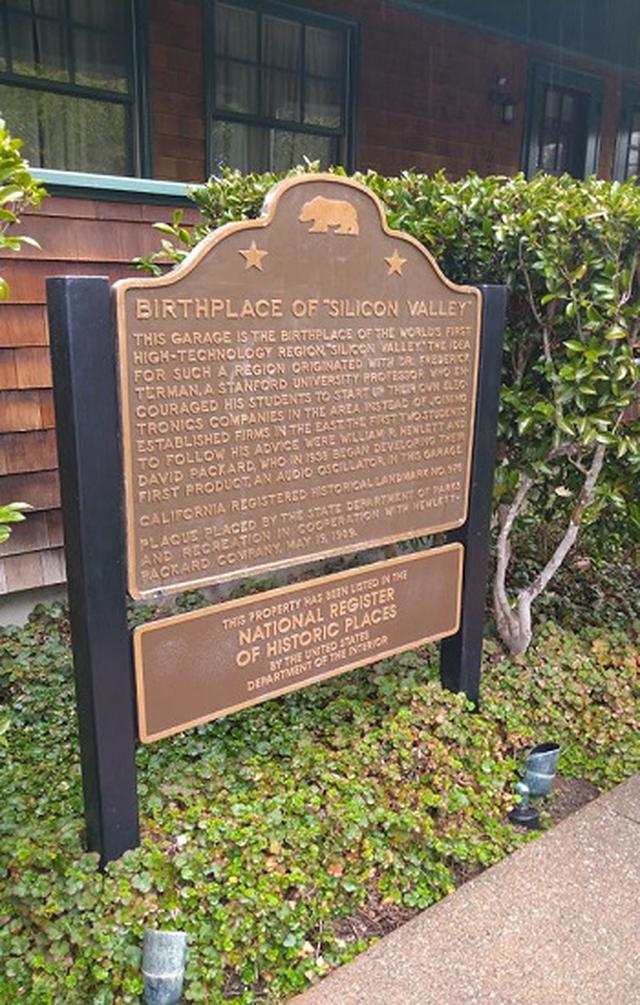 BIRTHPLACE OF "SILICON VALLEY"
THIS GARAGE IS THE BIRTHPLACE OF THE WORLD'S FIRST
HIGH-TECHNOLOGY REGION, "SILICON VALLEY." THE IDEA
FOR SUCH A REGION ORIGINATED WITH DR. FREDERICK
TERMAN, A STANFORD UNIVERSITY PROFESSOR WHO EN-
COURAGED HIS STUDENTS TO START UP THEIR OWN ELEC-
TRONICS COMPANIES IN THE AREA INSTEAD OF JOINING
ESTABLISHED FIRMS IN THE EAST. THE FIRST TWO STUDENTS
TO FOLLOW HIS ADVICE WERE WILLIAM R. HEWLETT AND
DAVID PACKARD, WHO IN 1938 BEGAN DEVELOPING THEIR
FIRST PRODUCT, AN AUDIO OSCILLATOR, IN THIS GARAGE.
CALIFORNIA REGISTERED HISTORICAL LANDMARK NO. 976
PLAQUE PLACED BY THE STATE DEPARTMENT OF PARKS
AND RECREATION IN COOPERATION WITH HEWLETT-
PACKARD COMPANY, MAY 19, 1989.
THIS PROPERTY HAS BEEN LISTED IN THE
NATIONAL REGISTER
OF HISTORIC PLACES
BY THE UNITED STATES
DEPARTMENT OF THE INTERIOR